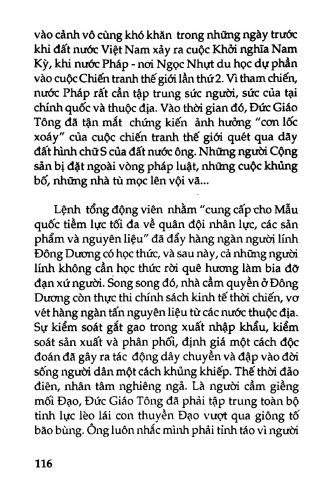 vào cảnh vô cùng khó khăn trong những ngày trước
khi đất nước Việt Nam xảy ra cuộc Khởi nghĩa Nam
Kỳ, khi nước Pháp - nơi Ngọc Nhựt du học dự phần
vào cuộc Chiến tranh thế giới lần thứ 2. Vì tham chiến,
nước Pháp rất cần tập trung sức người, sức của tại
chính quốc và thuộc địa. Vào thời gian đó, Đức Giáo
Tông đã tận mắt chứng kiến ảnh hưởng "cơn lốc
xoáy" của cuộc chiến tranh thế giới quét qua dãy
đất hình chữ S của đất nước ông. Những người Cộng
sản bị đặt ngoài vòng pháp luật, những cuộc khủng
bố, những nhà tù mọc lên vội vã...
Lệnh tổng động viên nhằm "cung cấp cho Mẫu
quốc tiềm lực tối đa về quân đội nhân lực, các sản
phẩm và nguyên liệu" đã đẩy hàng ngàn người lính
Đông Dương có học thức, và sau này, cả những người
lính không cần học thức rời quê hương làm bia đỡ
đạn xứ người. Song song đó, nhà cầm quyền ở Đông
Dương còn thực thi chính sách kinh tế thời chiến, vơ
vét hàng ngàn tấn nguyên liệu từ các nước thuộc địa.
Sự kiểm soát gắt gao trong xuất nhập khẩu, kiểm
soát sản xuất và phân phối, định giá một cách độc
đoán đã gây ra tác động dây chuyền và đập vào đời
sống người dân một cách khủng khiếp. Thế thời đảo
điên, nhân tâm nghiêng ngả. Là người cầm giềng
mối Đạo, Đức Giáo Tông đã phải tập trung toàn bộ
tinh lực lèo lái con thuyền Đạo vượt qua giông tố
bão bùng. Ông luôn nhắc mình phải tỉnh táo vì người
116